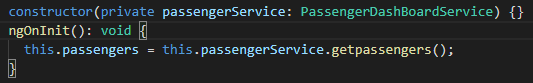 constructor(private passengerService: PassengerDashBoardService) {}
ngOnInit(): void {
  this.passengers = this.passengerService.getpassengers();
}